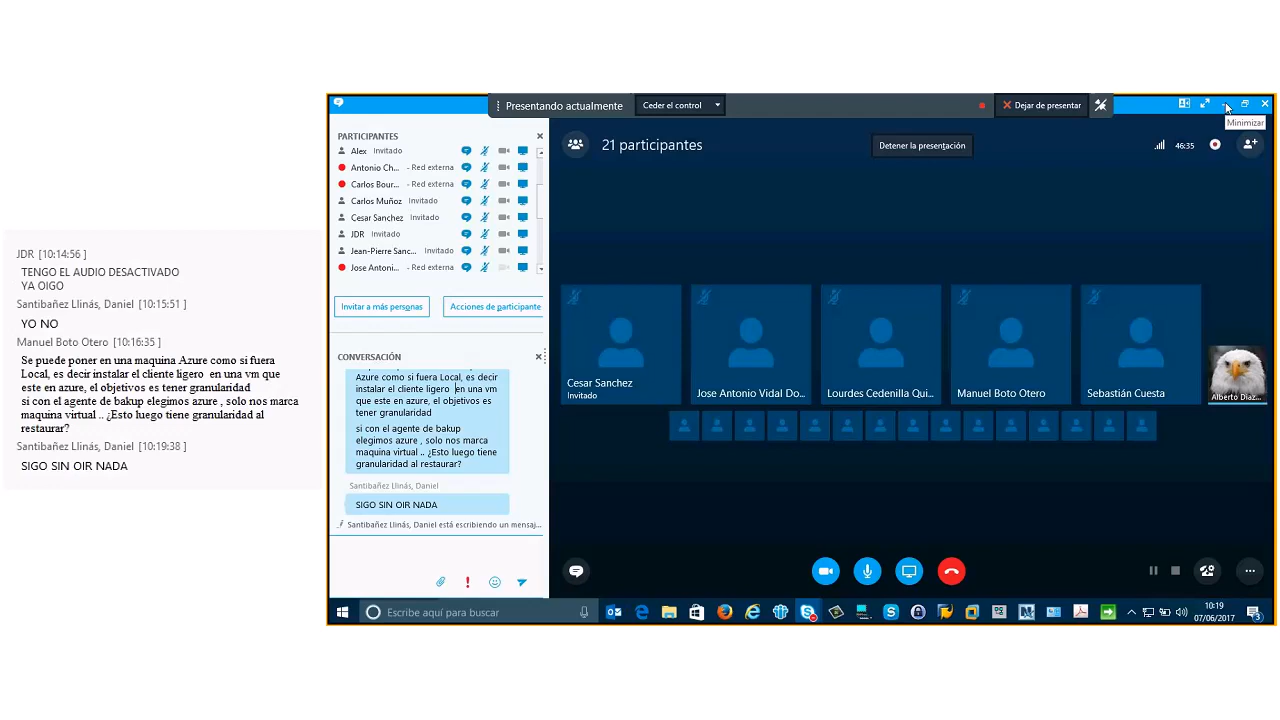 JDR [10:14:56 ]
TENGO EL AUDIO DESACTIVADO
YA OIGO
Santibañez Llinás, Daniel [10:15:51 ]
YO NO
Manuel Boto Otero [10:16:35 ]
Se puede poner en una maquina Azure como si fuera
Local, es decir instalar el cliente ligero en una vm que
este en azure, el objetivos es tener granularidad
si con el agente de bakup elegimos azure , solo nos marca
maquina virtual .. ¿Esto luego tiene granularidad al
restaurar?
Santibañez Llinás, Daniel [10:19:38 ]
SIGO SIN OIR NADA
Presentando actualmente
Ceder el control
Dejar de presentar
Minimizar
PARTICIPANTES
Alex Invitado
Antonio Ch... - Red externa
Carlos Bour... - Red externa
Carlos Muñoz Invitado
Cesar Sanchez Invitado
JDR Invitado
Jean-Pierre Sanc... Invitado
Jose Antoni... - Red externa
Invitar a más personas
Acciones de participante
CONVERSACIÓN
Azure como si fuera Local, es decir
instalar el cliente ligero en una vm
que este en azure, el objetivos es
tener granularidad
si con el agente de bakup
elegimos azure , solo nos marca
maquina virtual .. ¿Esto luego tiene
granularidad al restaurar?
Santibañez Llinás, Daniel
SIGO SIN OIR NADA
Santibañez Llinás, Daniel está escribiendo un mensaj...
21 participantes
Detener la presentación
46:35
Cesar Sanchez
Invitado
Jose Antonio Vidal Do...
Lourdes Cedenilla Qui...
Manuel Boto Otero
Sebastián Cuesta
Alberto Diaz...
Escribe aquí para buscar
10:19
07/06/2017
3